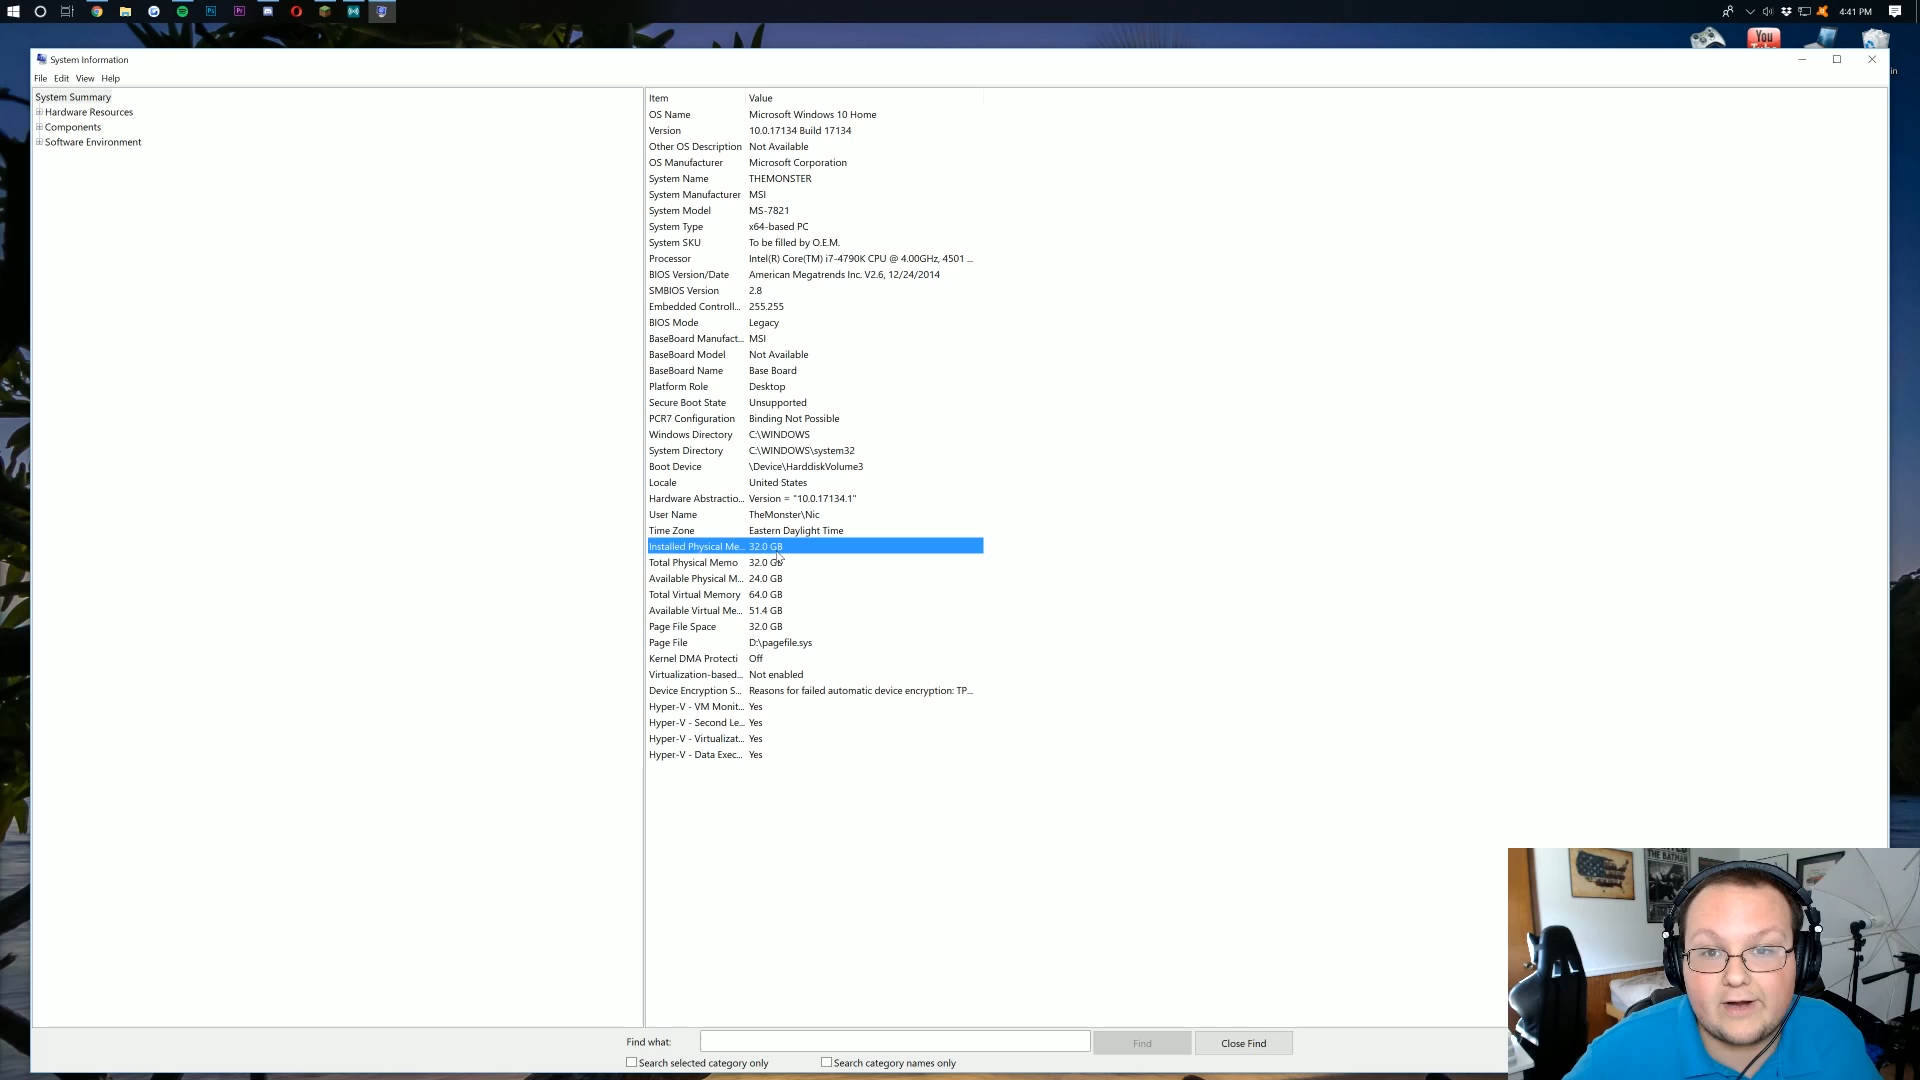 4:41 PM
You
in
System Information
File Edit View Help
System Summary
Hardware Resources
Components
Software Environment
Item Value
OS Name Microsoft Windows 10 Home
Version 10.0.17134 Build 17134
Other OS Description Not Available
OS Manufacturer Microsoft Corporation
System Name THEMONSTER
System Manufacturer MSI
System Model MS-7821
System Type x64-based PC
System SKU To be filled by O.E.M.
Processor Intel(R) Core(TM) i7-4790K CPU @ 4.00GHz, 4501 ...
BIOS Version/Date American Megatrends Inc. V2.6, 12/24/2014
SMBIOS Version 2.8
Embedded Controll... 255.255
BIOS Mode Legacy
BaseBoard Manufact... MSI
BaseBoard Model Not Available
BaseBoard Name Base Board
Platform Role Desktop
Secure Boot State Unsupported
PCR7 Configuration Binding Not Possible
Windows Directory C:\WINDOWS
System Directory C:\WINDOWS\system32
Boot Device \Device\HarddiskVolume3
Locale United States
Hardware Abstractio... Version = "10.0.17134.1"
User Name TheMonster\Nic
Time Zone Eastern Daylight Time
Installed Physical Me... 32.0 GB
Total Physical Memo 32.0 GB
Available Physical M... 24.0 GB
Total Virtual Memory 64.0 GB
Available Virtual Me... 51.4 GB
Page File Space 32.0 GB
Page File D:\pagefile.sys
Kernel DMA Protecti Off
Virtualization-based... Not enabled
Device Encryption S... Reasons for failed automatic device encryption: TP...
Hyper-V - VM Monit... Yes
Hyper-V - Second Le... Yes
Hyper-V - Virtualizat... Yes
Hyper-V - Data Exec... Yes
THE BATMAN
Find what: Find Close Find
Search selected category only Search category names only